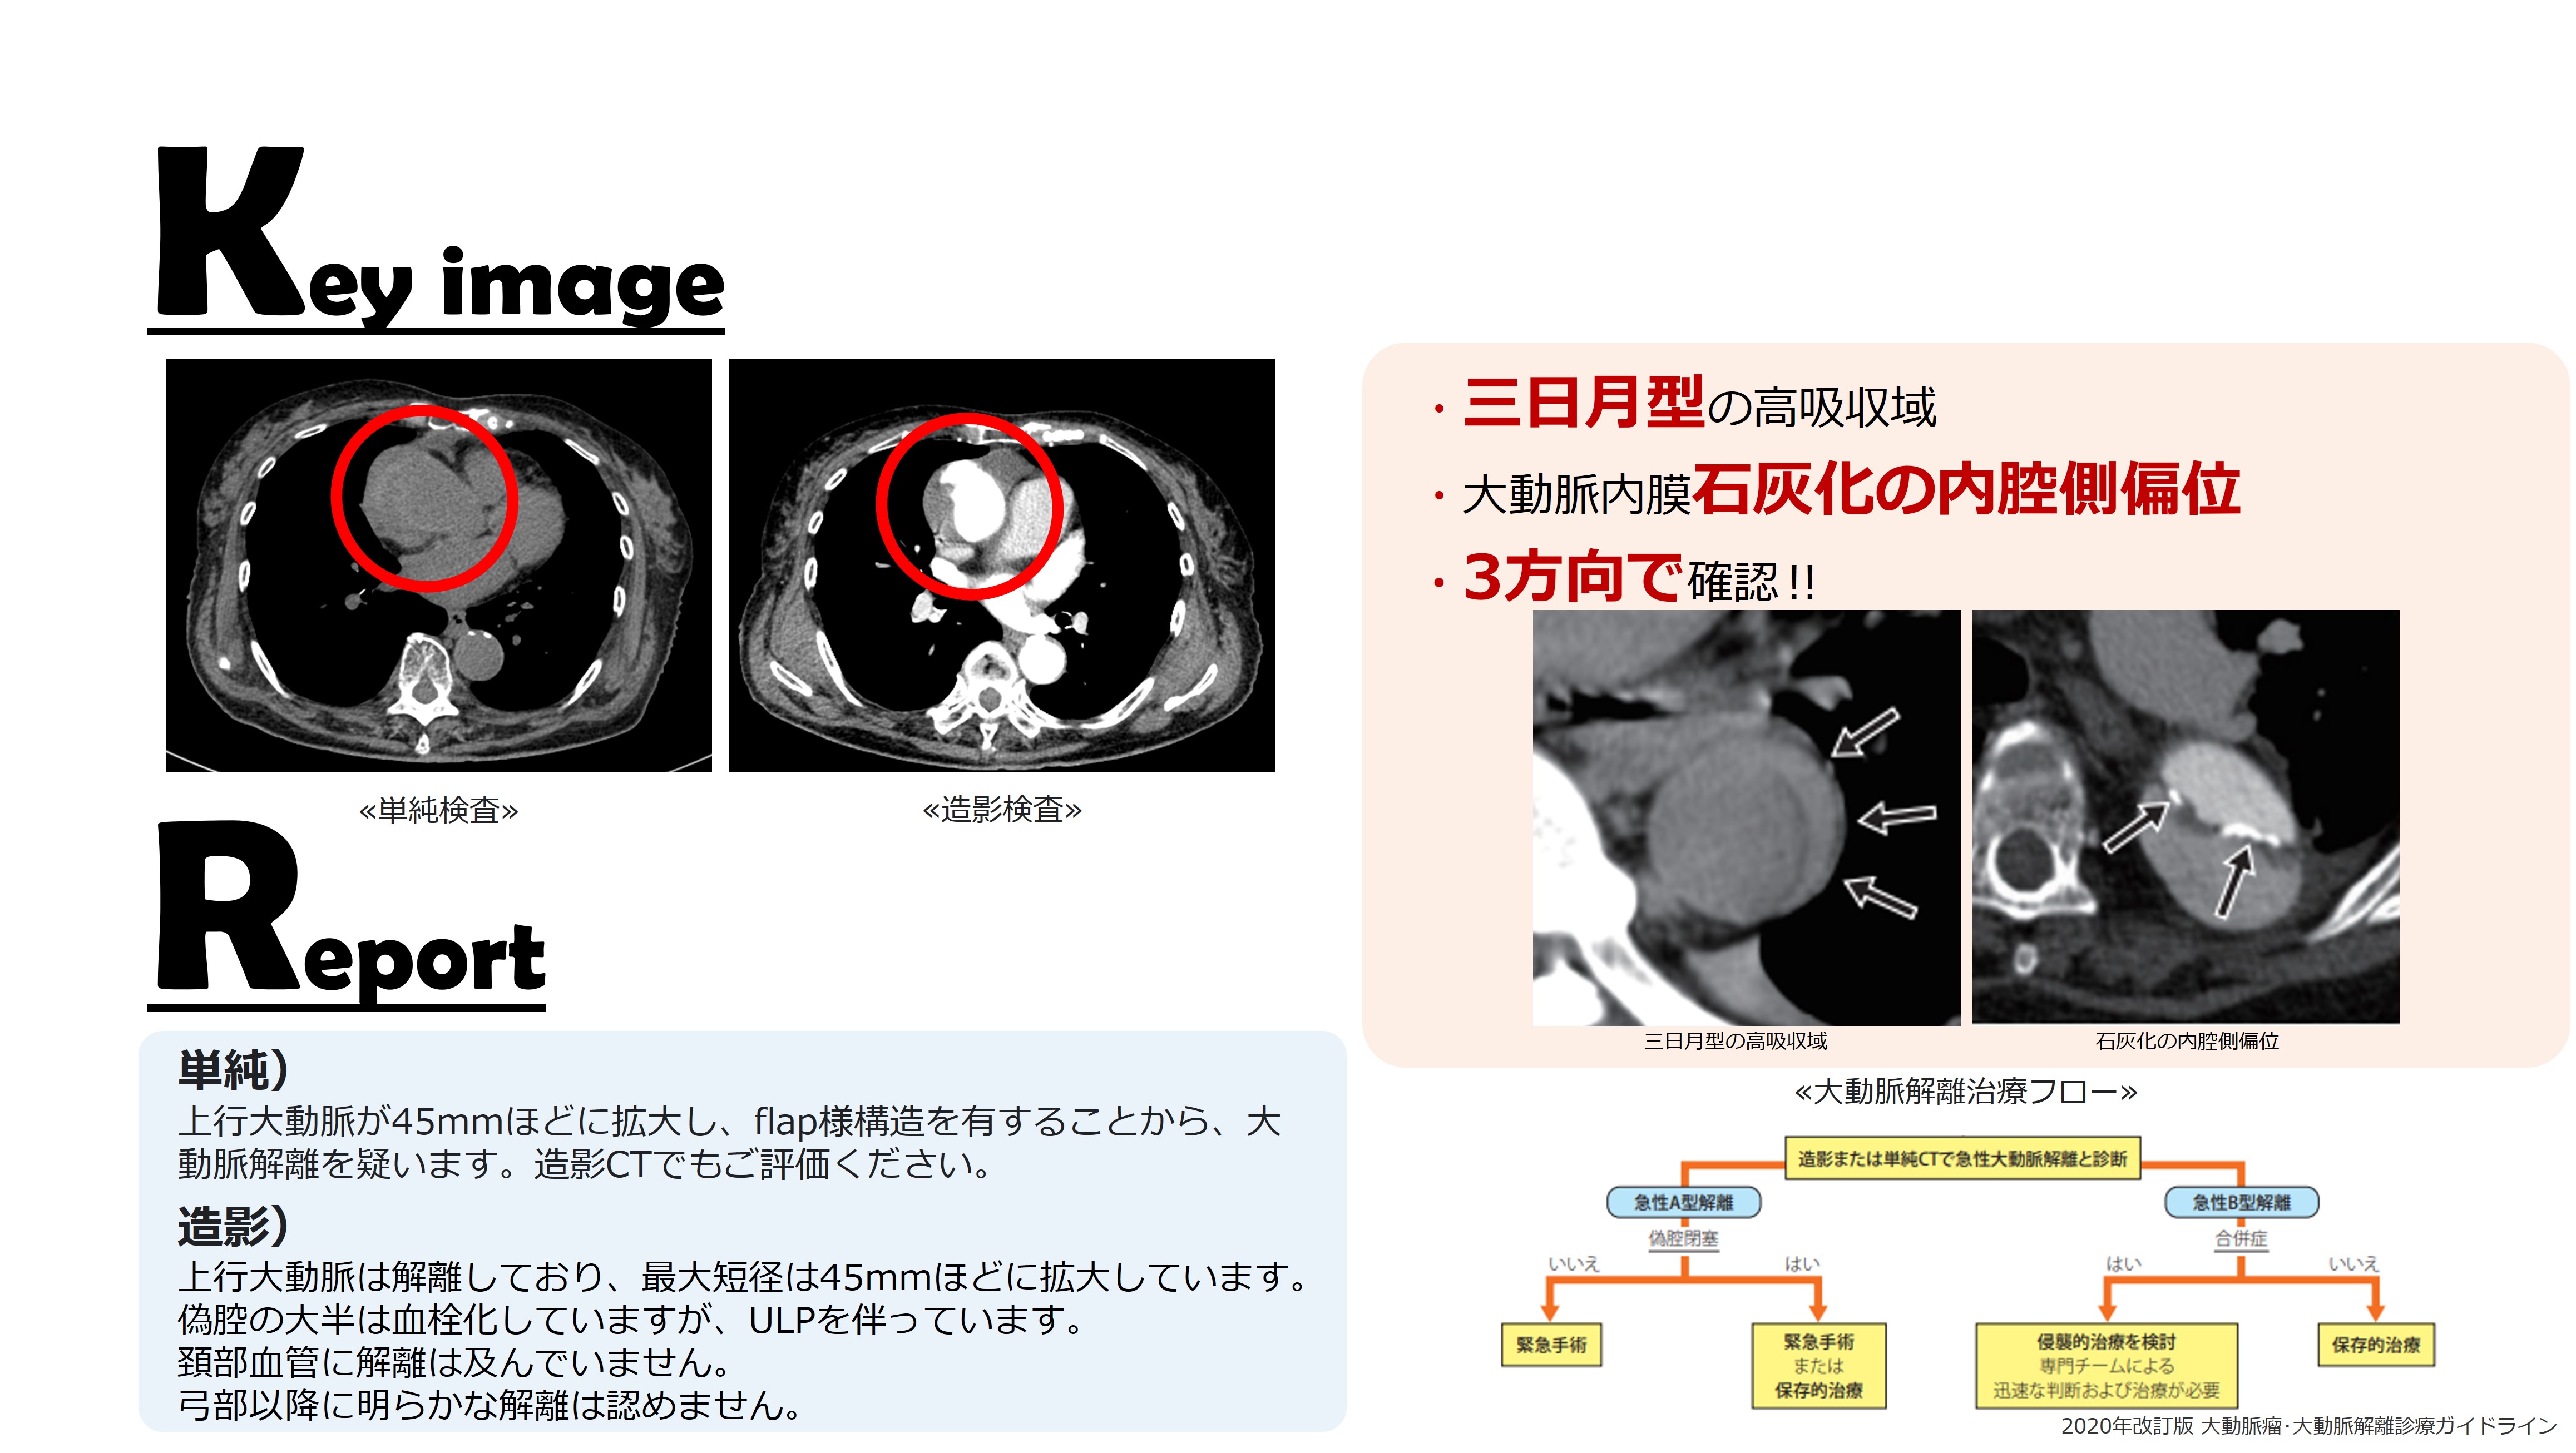 Key image
«単純検査»
«造影検査»
Report
単純）
上行大動脈が45mmほどに拡大し、flap様構造を有することから、大
動脈解離を疑います。造影CTでもご評価ください。
造影）
上行大動脈は解離しており、最大短径は45mmほどに拡大しています。
偽腔の大半は血栓化していますが、ULPを伴っています。
頚部血管に解離は及んでいません。
弓部以降に明らかな解離は認めません。
・三日月型の高吸収域
・大動脈内膜石灰化の内腔側偏位
・3方向で確認!!
三日月型の高吸収域
石灰化の内腔側偏位
«大動脈解離治療フロー»
造影または単純CTで急性大動脈解離と診断
急性A型解離
急性B型解離
偽腔閉塞
合併症
いいえ
はい
はい
いいえ
緊急手術
緊急手術
または
保存的治療
侵襲的治療を検討
専門チームによる
迅速な判断および治療が必要
保存的治療
2020年改訂版 大動脈瘤･大動脈解離診療ガイドライン